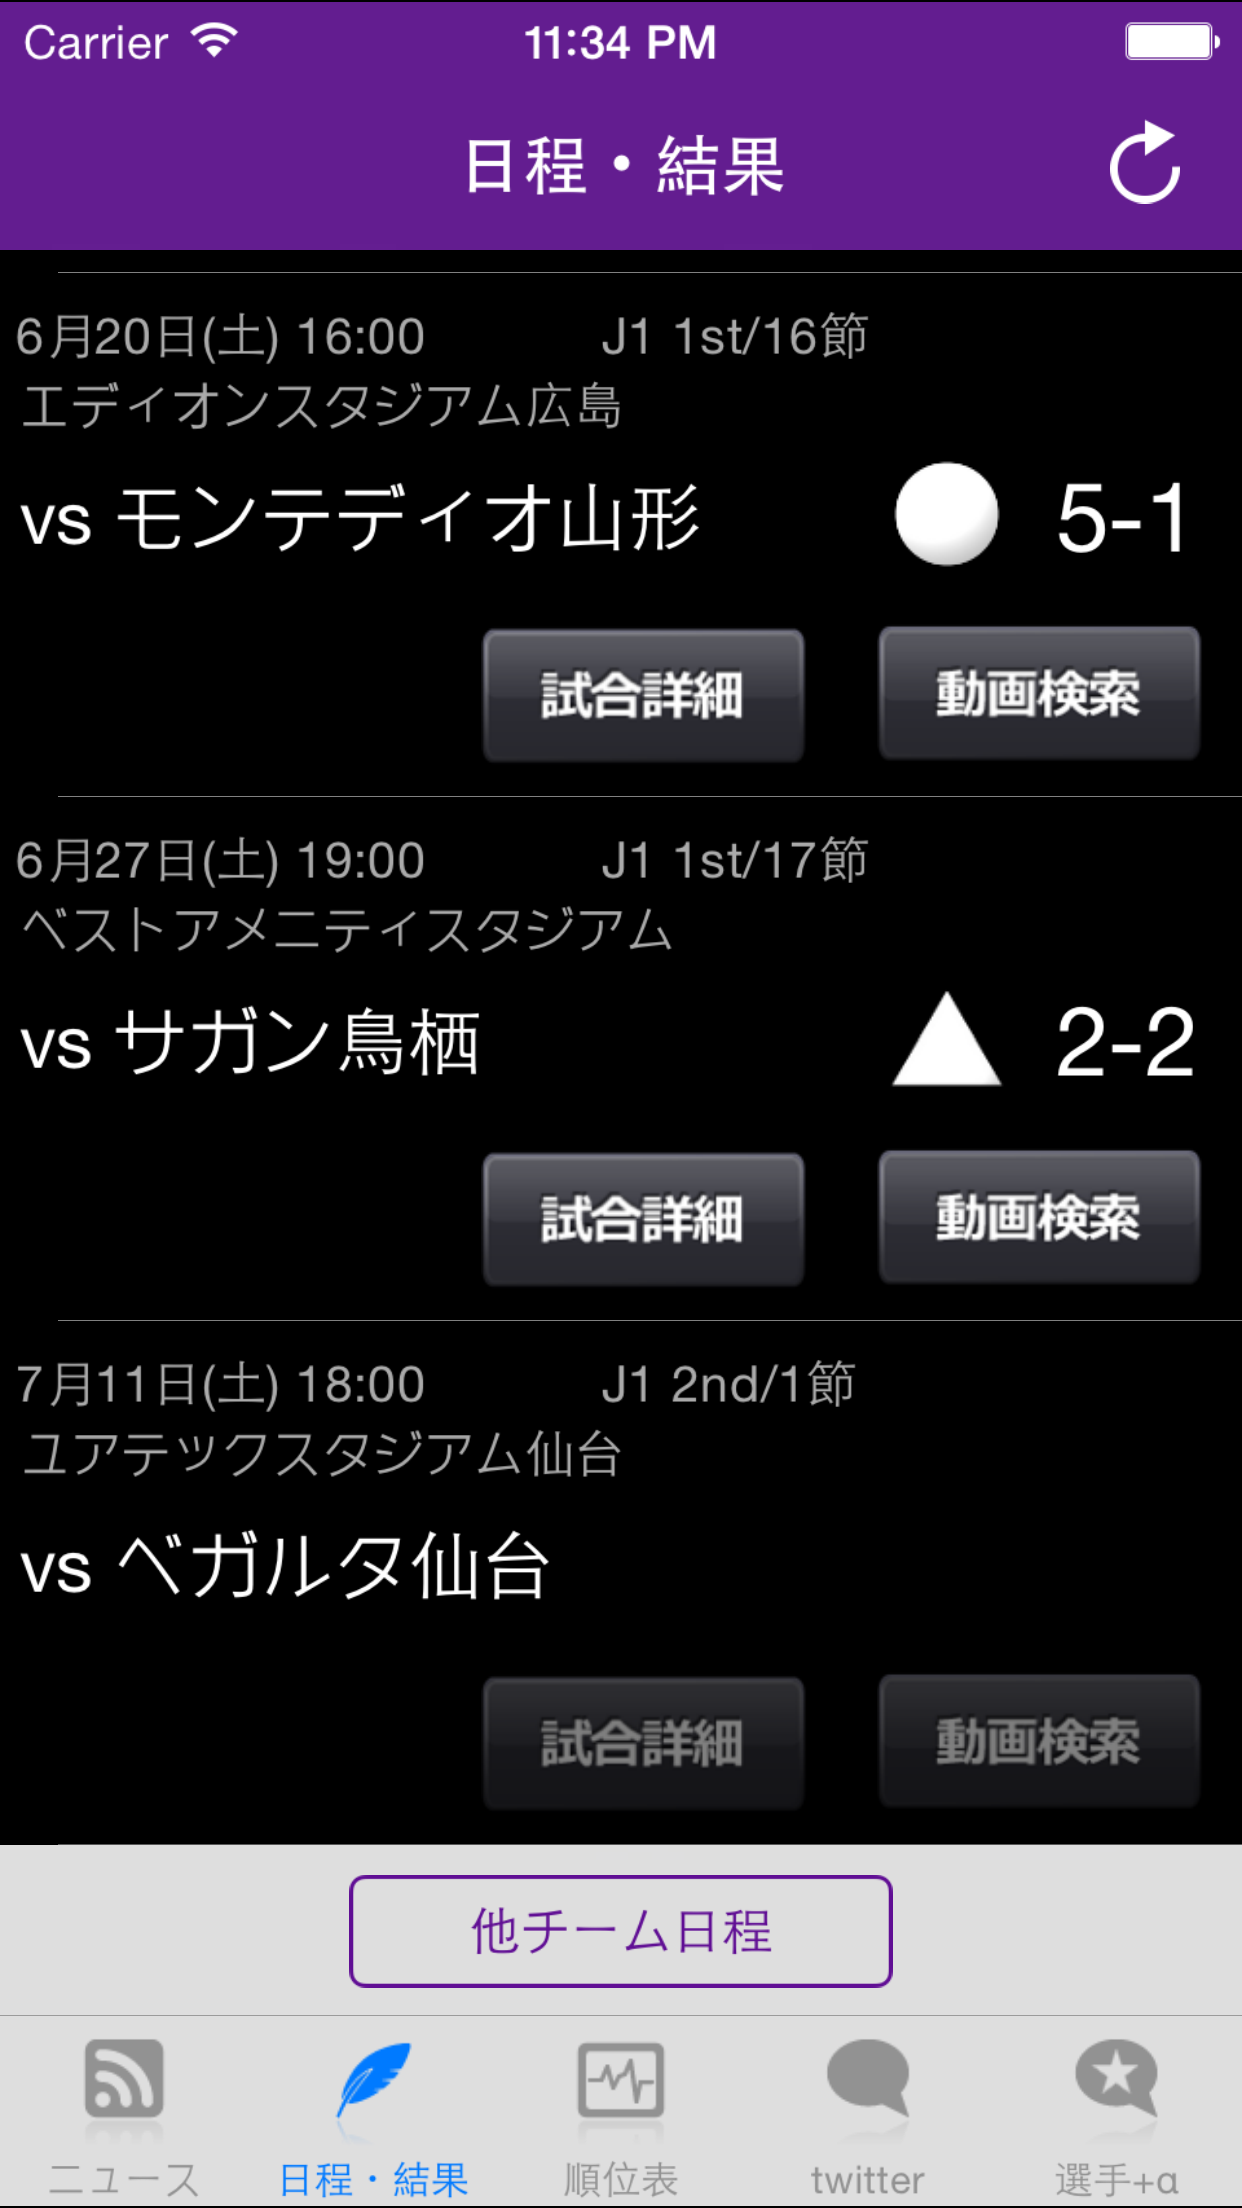 Carrier 11:34 PM
日程・結果
6月20日(土) 16:00 J1 1st/16節
エディオンスタジアム広島
vs モンテディオ山形 5-1
試合詳細 動画検索
6月27日(土) 19:00 J1 1st/17節
ベストアメニティスタジアム
vs サガン鳥栖 2-2
試合詳細 動画検索
7月11日(土) 18:00 J1 2nd/1節
ユアテックスタジアム仙台
vs ベガルタ仙台
試合詳細 動画検索
他チーム日程
ニュース 日程・結果 順位表 twitter 選手+α